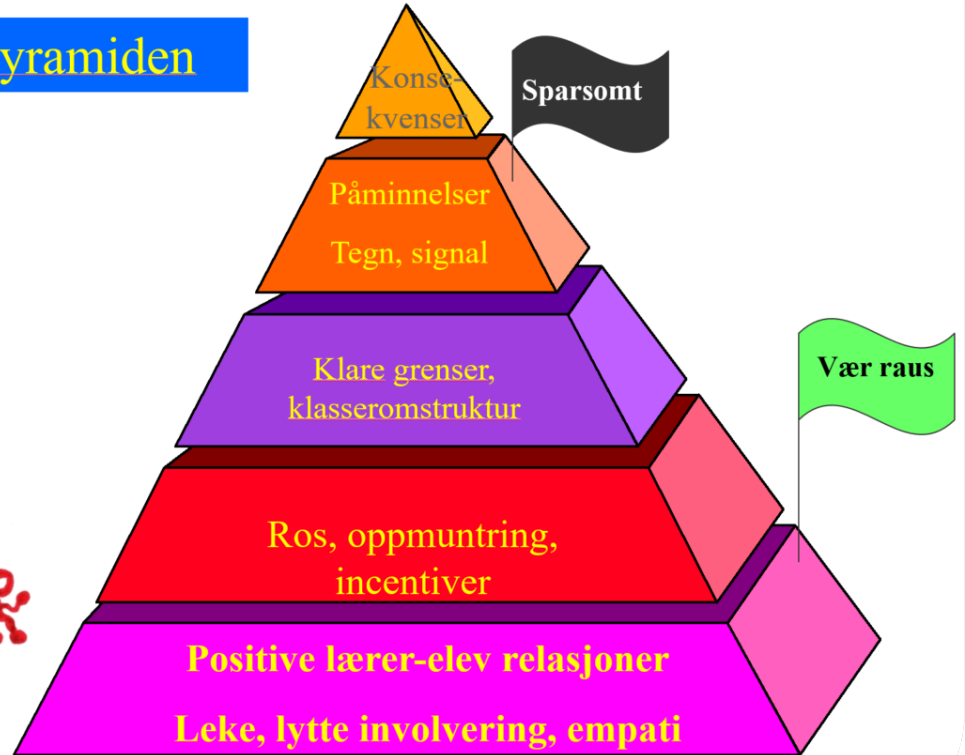 yramiden
Konse-
kvenser
Sparsomt
Påminnelser
Tegn, signal
Klare grenser,
klasseromstruktur
Vær raus
Ros, oppmuntring,
incentiver
Positive lærer-elev relasjoner
Leke, lytte involvering, empati